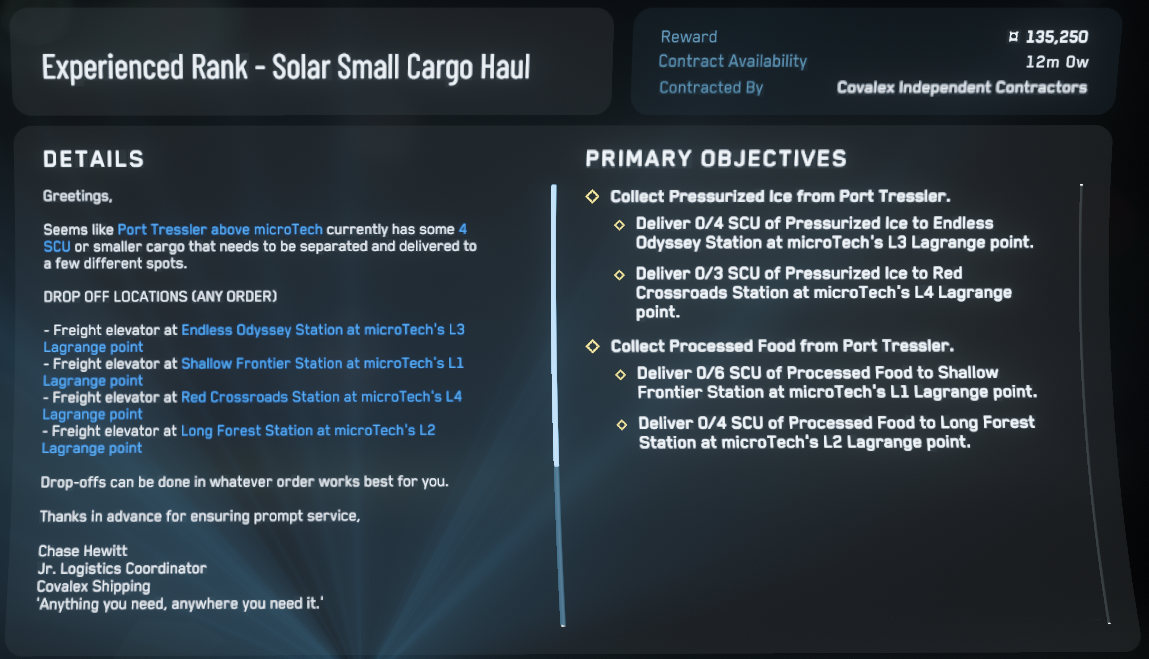 Experienced Rank - Solar Small Cargo Haul
Reward ¤ 135,250
Contract Availability 12m 0w
Contracted By Covalex Independent Contractors
DETAILS
Greetings,
Seems like Port Tressler above microTech currently has some 4
SCU or smaller cargo that needs to be separated and delivered to
a few different spots.
DROP OFF LOCATIONS (ANY ORDER)
- Freight elevator at Endless Odyssey Station at microTech's L3
Lagrange point
- Freight elevator at Shallow Frontier Station at microTech's L1
Lagrange point
- Freight elevator at Red Crossroads Station at microTech's L4
Lagrange point
- Freight elevator at Long Forest Station at microTech's L2
Lagrange point
Drop-offs can be done in whatever order works best for you.
Thanks in advance for ensuring prompt service,
Chase Hewitt
Jr. Logistics Coordinator
Covalex Shipping
'Anything you need, anywhere you need it.'
PRIMARY OBJECTIVES
Collect Pressurized Ice from Port Tressler.
Deliver 0/4 SCU of Pressurized Ice to Endless
Odyssey Station at microTech's L3 Lagrange point.
Deliver 0/3 SCU of Pressurized Ice to Red
Crossroads Station at microTech's L4 Lagrange
point.
Collect Processed Food from Port Tressler.
Deliver 0/6 SCU of Processed Food to Shallow
Frontier Station at microTech's L1 Lagrange point.
Deliver 0/4 SCU of Processed Food to Long Forest
Station at microTech's L2 Lagrange point.